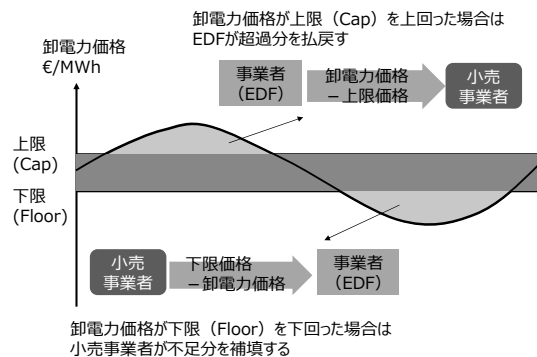 卸電力価格が上限（Cap）を上回った場合は
EDFが超過分を払戻す
卸電力価格
€/MWh
事業者
（EDF）
卸電力価格
－上限価格
小売
事業者
上限
(Cap)
下限
(Floor)
小売
事業者
下限価格
－卸電力価格
事業者
（EDF）
卸電力価格が下限（Floor）を下回った場合は
小売事業者が不足分を補填する